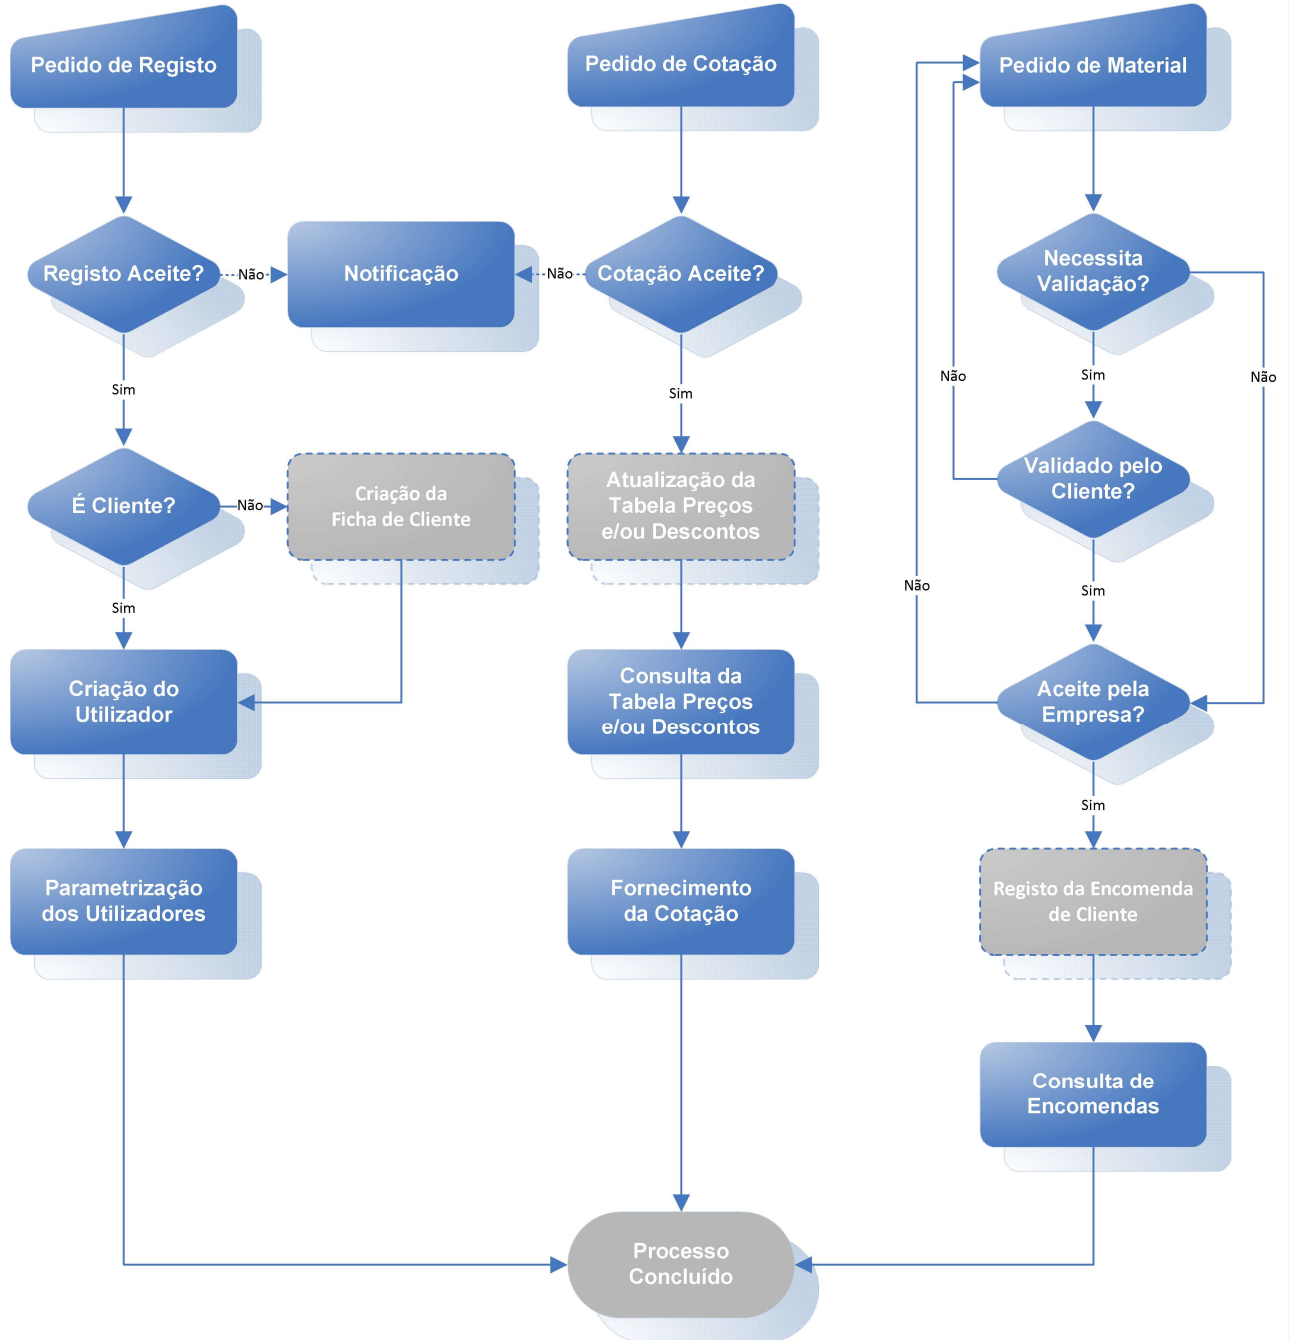 Pedido de Registo
Pedido de Cotação
Pedido de Material
Registo Aceite?
Não
Notificação
Não
Cotação Aceite?
Necessita
Validação?
Sim
Sim
Sim
Não
Não
É Cliente?
Não
Criação da
Ficha de Cliente
Atualização da
Tabela Preços
e/ou Descontos
Validado pelo
Cliente?
Sim
Sim
Não
Criação do
Utilizador
Consulta da
Tabela Preços
e/ou Descontos
Aceite pela
Empresa?
Sim
Parametrização
dos Utilizadores
Fornecimento
da Cotação
Registo da Encomenda
de Cliente
Consulta de
Encomendas
Processo
Concluído